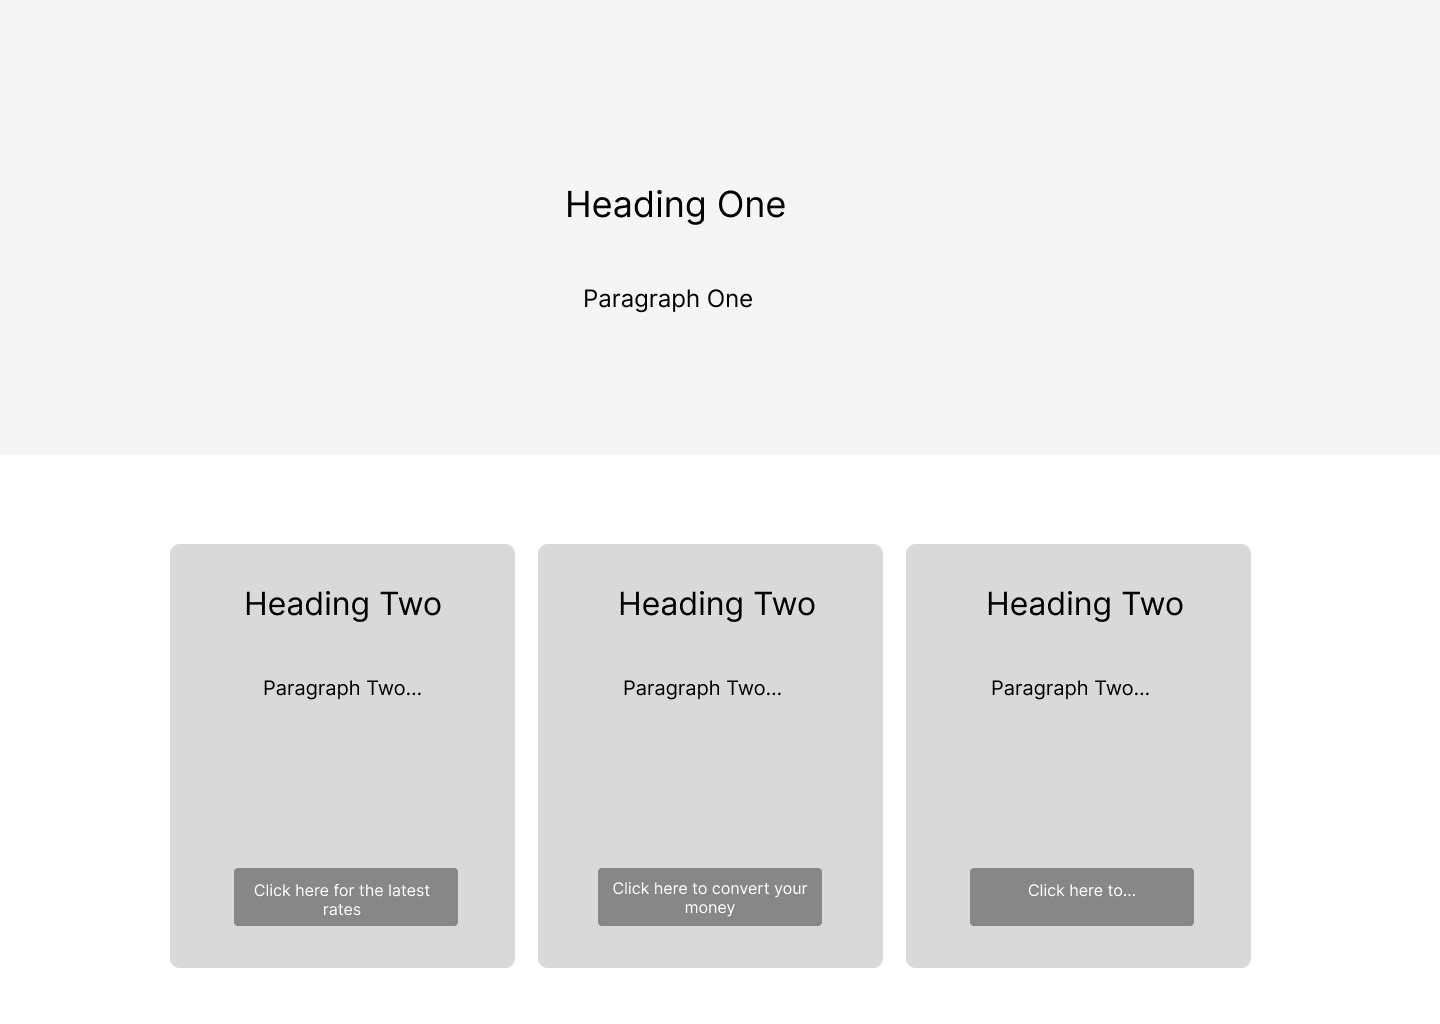 Heading One
Paragraph One
Heading Two
Paragraph Two...
Click here for the latest
rates
Heading Two
Paragraph Two...
Click here to convert your
money
Heading Two
Paragraph Two...
Click here to...